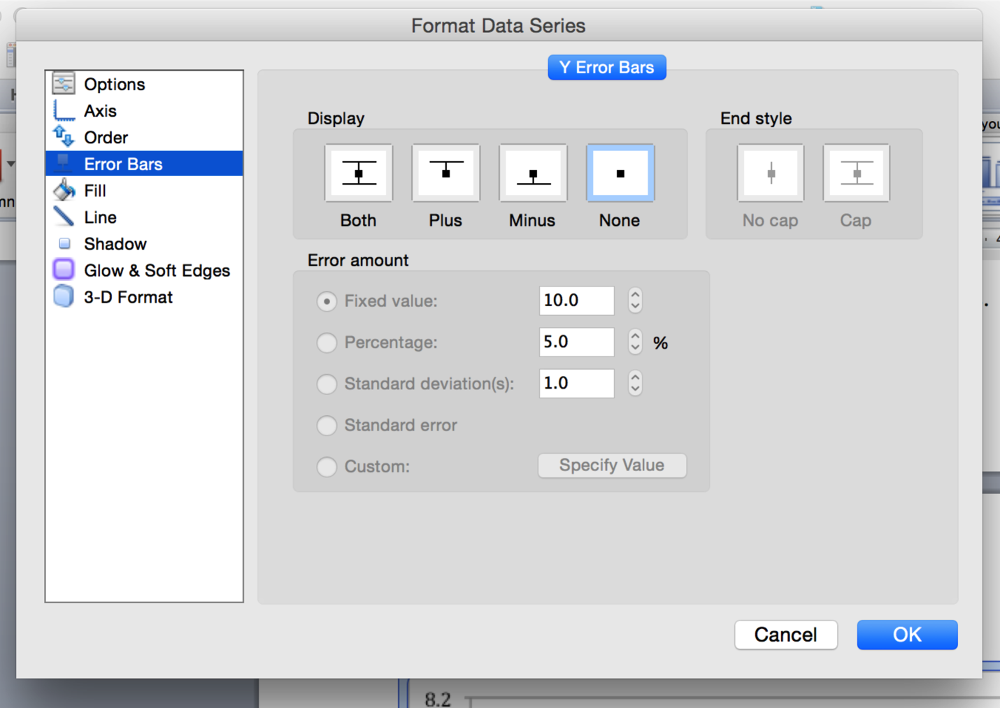 Format Data Series
Y Error Bars
Options
Axis
Order
Error Bars
Fill
Line
Shadow
Glow & Soft Edges
3-D Format
Display
Both Plus Minus None
End style
No cap Cap
Error amount
Fixed value: 10.0
Percentage: 5.0 %
Standard deviation(s): 1.0
Standard error
Custom: Specify Value
Cancel OK
8.2